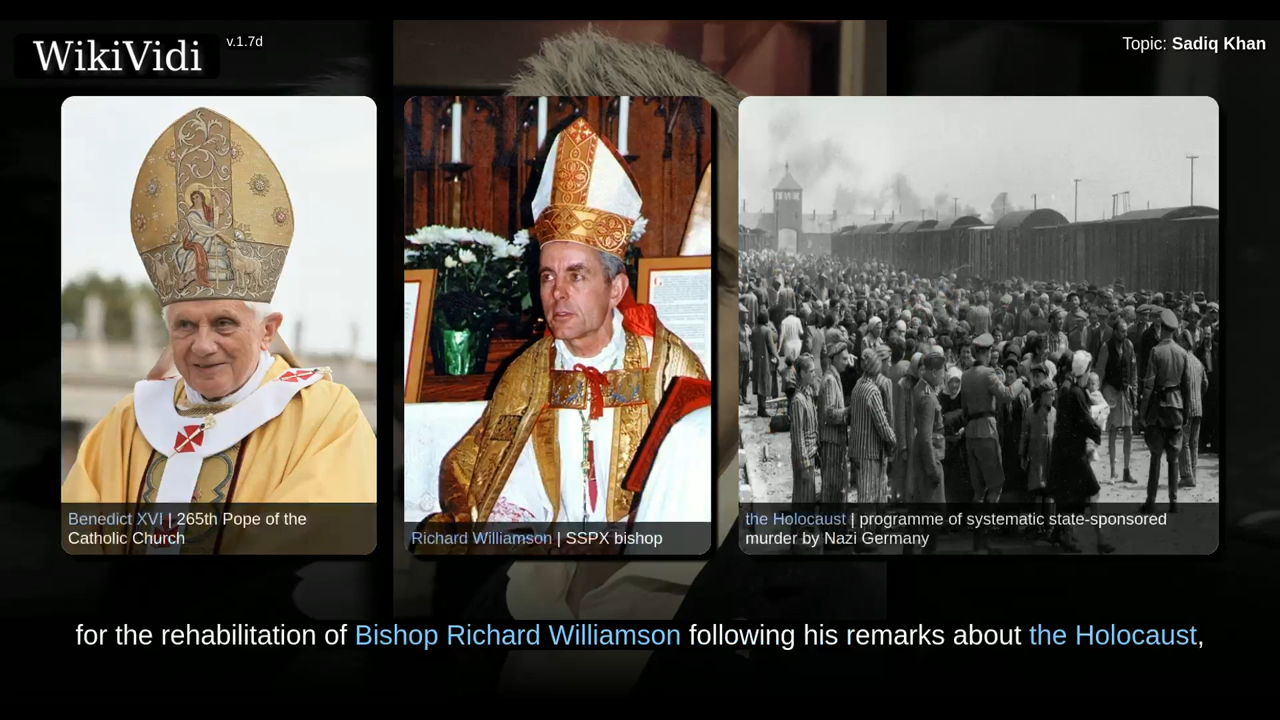 WikiVidi
v.1.7d
Topic: Sadiq Khan
Benedict XVI | 265th Pope of the
Catholic Church
Richard Williamson | SSPX bishop
the Holocaust | programme of systematic state-sponsored
murder by Nazi Germany
for the rehabilitation of Bishop Richard Williamson following his remarks about the Holocaust,